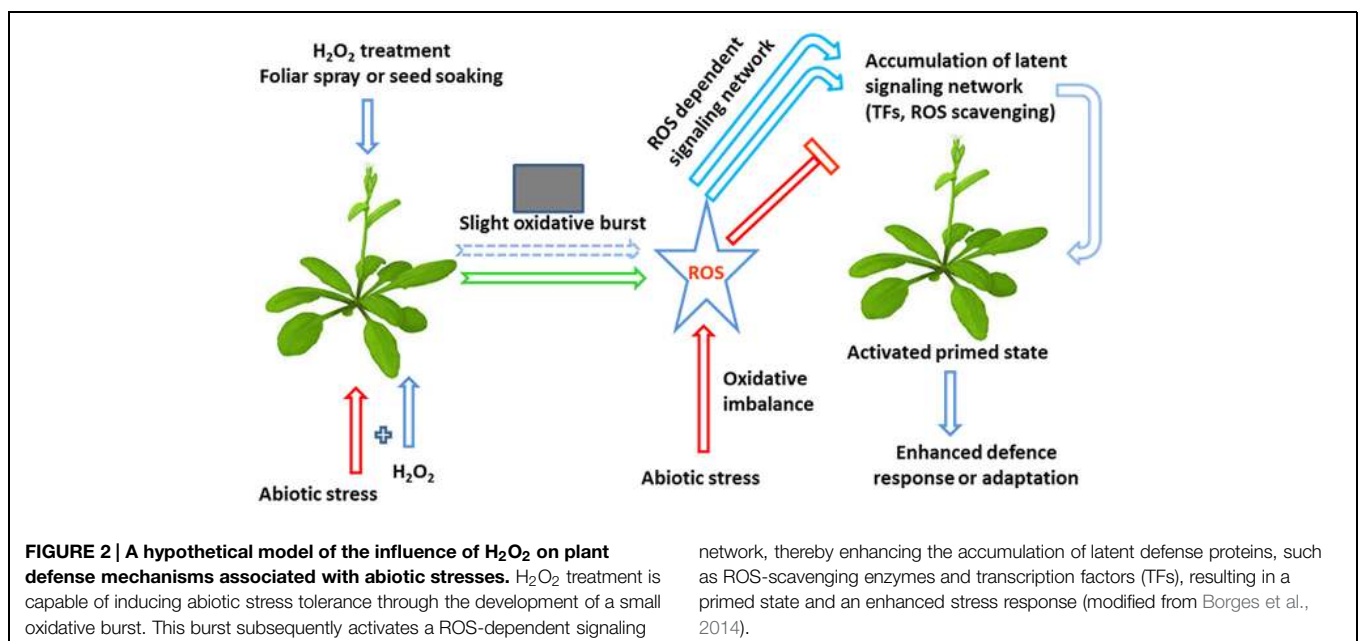 H₂O₂ treatment
Foliar spray or seed soaking
Slight oxidative burst
ROS dependent
signaling network
ROS
Accumulation of latent
signaling network
(TFs, ROS scavenging)
Activated primed state
Oxidative
imbalance
H₂O₂
Abiotic stress
Abiotic stress
Enhanced defence
response or adaptation
FIGURE 2 | A hypothetical model of the influence of H₂O₂ on plant
defense mechanisms associated with abiotic stresses. H₂O₂ treatment is
capable of inducing abiotic stress tolerance through the development of a small
oxidative burst. This burst subsequently activates a ROS-dependent signaling
network, thereby enhancing the accumulation of latent defense proteins, such
as ROS-scavenging enzymes and transcription factors (TFs), resulting in a
primed state and an enhanced stress response (modified from Borges et al.,
2014).